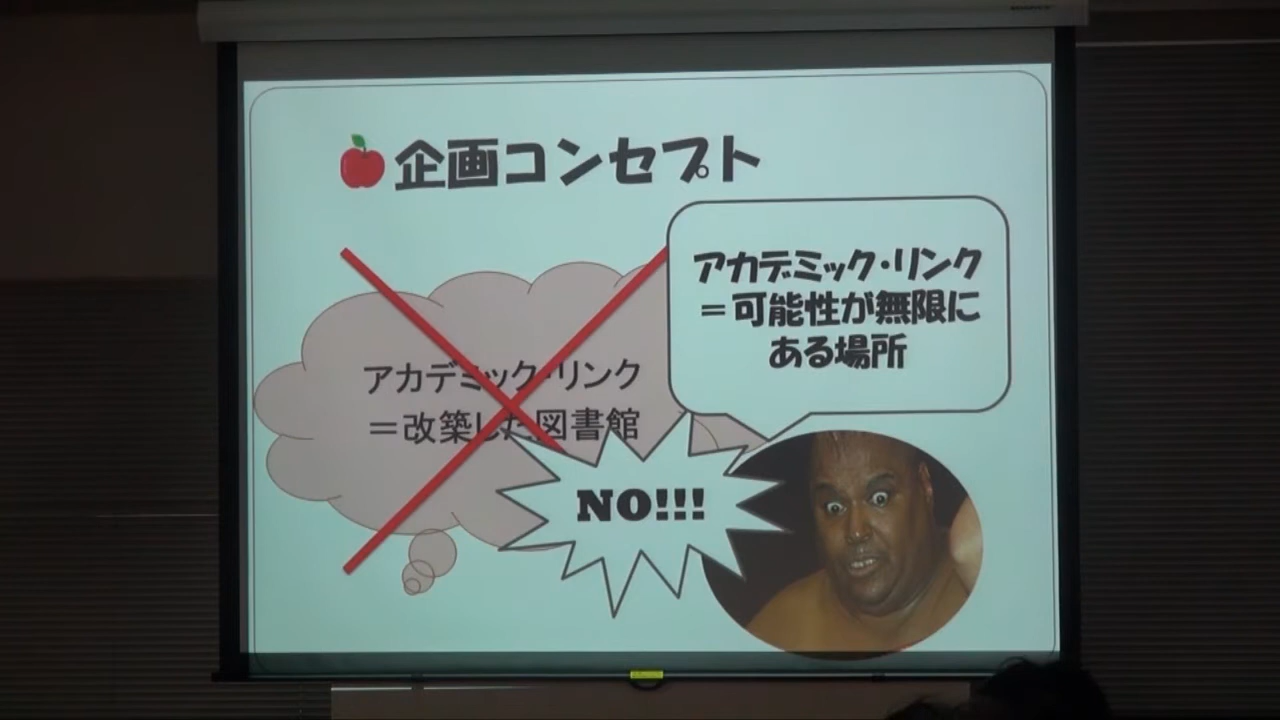 企画コンセプト
アカデミック・リンク
＝可能性が無限に
ある場所
アカデミック・リンク
＝改築した図書館
NO!!!